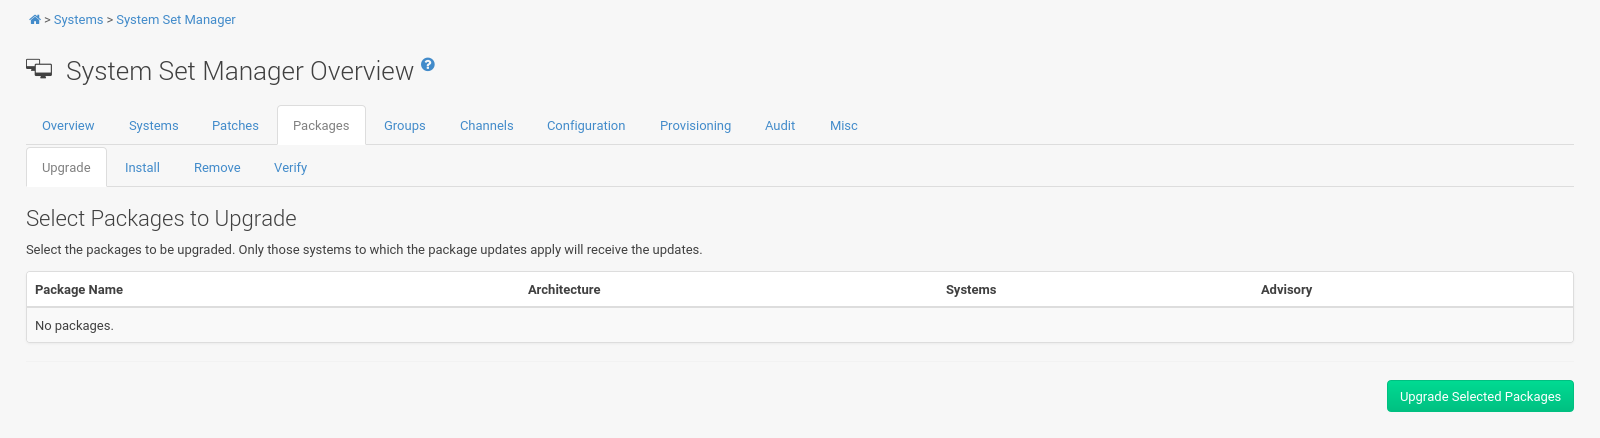 > Systems > System Set Manager
System Set Manager Overview ?
Overview Systems Patches Packages Groups Channels Configuration Provisioning Audit Misc
Upgrade Install Remove Verify
Select Packages to Upgrade
Select the packages to be upgraded. Only those systems to which the package updates apply will receive the updates.
Package Name Architecture Systems Advisory
No packages.
Upgrade Selected Packages